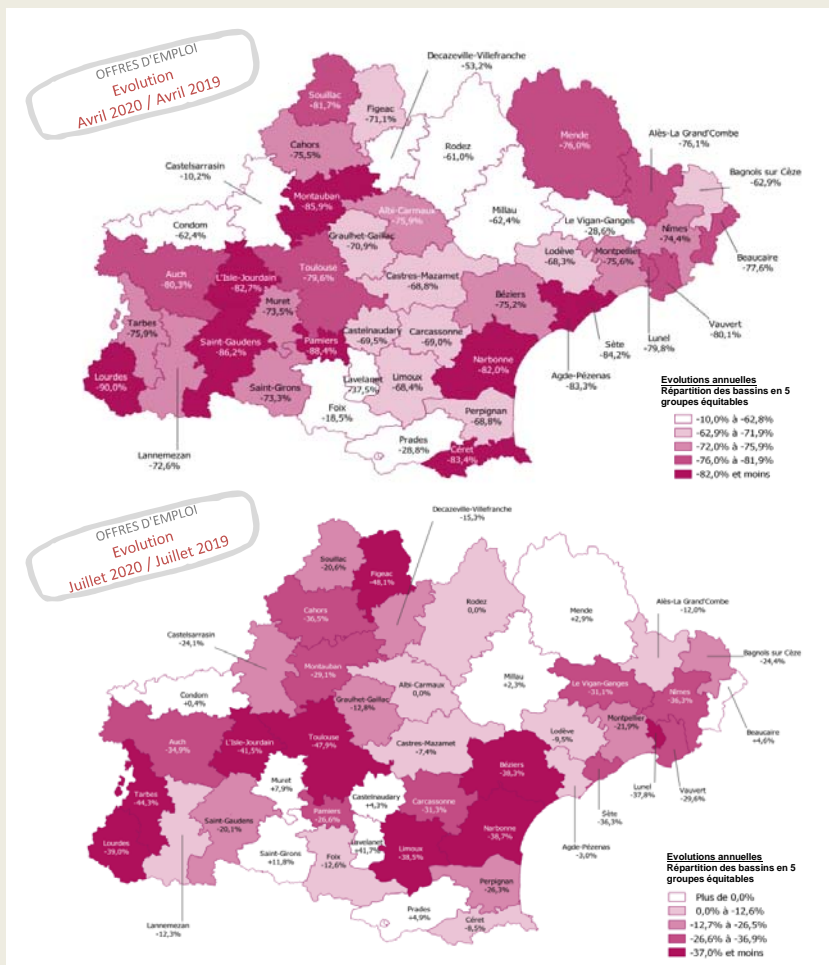 OFFRES D'EMPLOI
Evolution
Avril 2020 / Avril 2019
Decazeville-Villefranche
-53,2%
Souillac
-81,7%
Figeac
-71,1%
Mende
-76,0%
Alès-La Grand'Combe
-76,1%
Cahors
-75,5%
Rodez
-61,0%
Castelsarrasin
-10,2%
Bagnols sur Cèze
-62,9%
Montauban
-85,9%
Albi-Carmaux
-75,9%
Millau
-62,4%
Le Vigan-Ganges
-28,6%
Condom
-62,4%
Graulhet-Gaillac
-70,9%
Nîmes
-74,4%
Lodève
-68,3%
Montpellier
-75,6%
Beaucaire
-77,6%
Auch
-80,3%
L'Isle-Jourdain
-82,7%
Toulouse
-79,6%
Castres-Mazamet
-68,8%
Béziers
-75,2%
Muret
-73,5%
Tarbes
-75,9%
Saint-Gaudens
-86,2%
Pamiers
-88,4%
Castelnaudary
-69,5%
Carcassonne
-69,0%
Vauvert
-80,1%
Lunel
-79,8%
Sète
-84,2%
Narbonne
-82,0%
Agde-Pézenas
-83,3%
Lourdes
-90,0%
Saint-Girons
-73,3%
Lavelanet
-737,5%
Limoux
-68,4%
Foix
-18,5%
Perpignan
-68,8%
Prades
-28,8%
Céret
-83,4%
Lannemezan
-72,6%
Evolutions annuelles
Répartition des bassins en 5
groupes équitables
-10,0% à -62,8%
-62,9% à -71,9%
-72,0% à -75,9%
-76,0% à -81,9%
-82,0% et moins
OFFRES D'EMPLOI
Evolution
Juillet 2020 / Juillet 2019
Decazeville-Villefranche
-15,3%
Souillac
-20,6%
Figeac
-48,1%
Cahors
-36,5%
Rodez
0,0%
Mende
+2,9%
Alès-La Grand'Combe
-12,0%
Castelsarrasin
-24,1%
Bagnols sur Cèze
-24,4%
Montauban
-29,1%
Albi-Carmaux
0,0%
Millau
+2,3%
Le Vigan-Ganges
-31,1%
Condom
+0,4%
Graulhet-Gaillac
-12,8%
Nîmes
-36,3%
Montpellier
-21,9%
Lodève
-9,5%
Beaucaire
+4,6%
Auch
-34,9%
L'Isle-Jourdain
-41,5%
Toulouse
-47,9%
Castres-Mazamet
-7,4%
Béziers
-38,3%
Muret
+7,9%
Tarbes
-44,3%
Castelnaudary
+4,3%
Carcassonne
-31,3%
Lunel
-37,8%
Vauvert
-29,6%
Sète
-36,3%
Pamiers
-26,6%
Saint-Gaudens
-20,1%
Narbonne
-38,7%
Agde-Pézenas
-3,0%
Lourdes
-39,0%
Saint-Girons
+11,8%
Foix
-12,6%
Lavelanet
+41,7%
Limoux
-38,5%
Perpignan
-26,3%
Prades
+4,9%
Céret
-9,5%
Lannemezan
-12,3%
Evolutions annuelles
Répartition des bassins en 5
groupes équitables
Plus de 0,0%
0,0% à -12,6%
-12,7% à -26,5%
-26,6% à -36,9%
-37,0% et moins